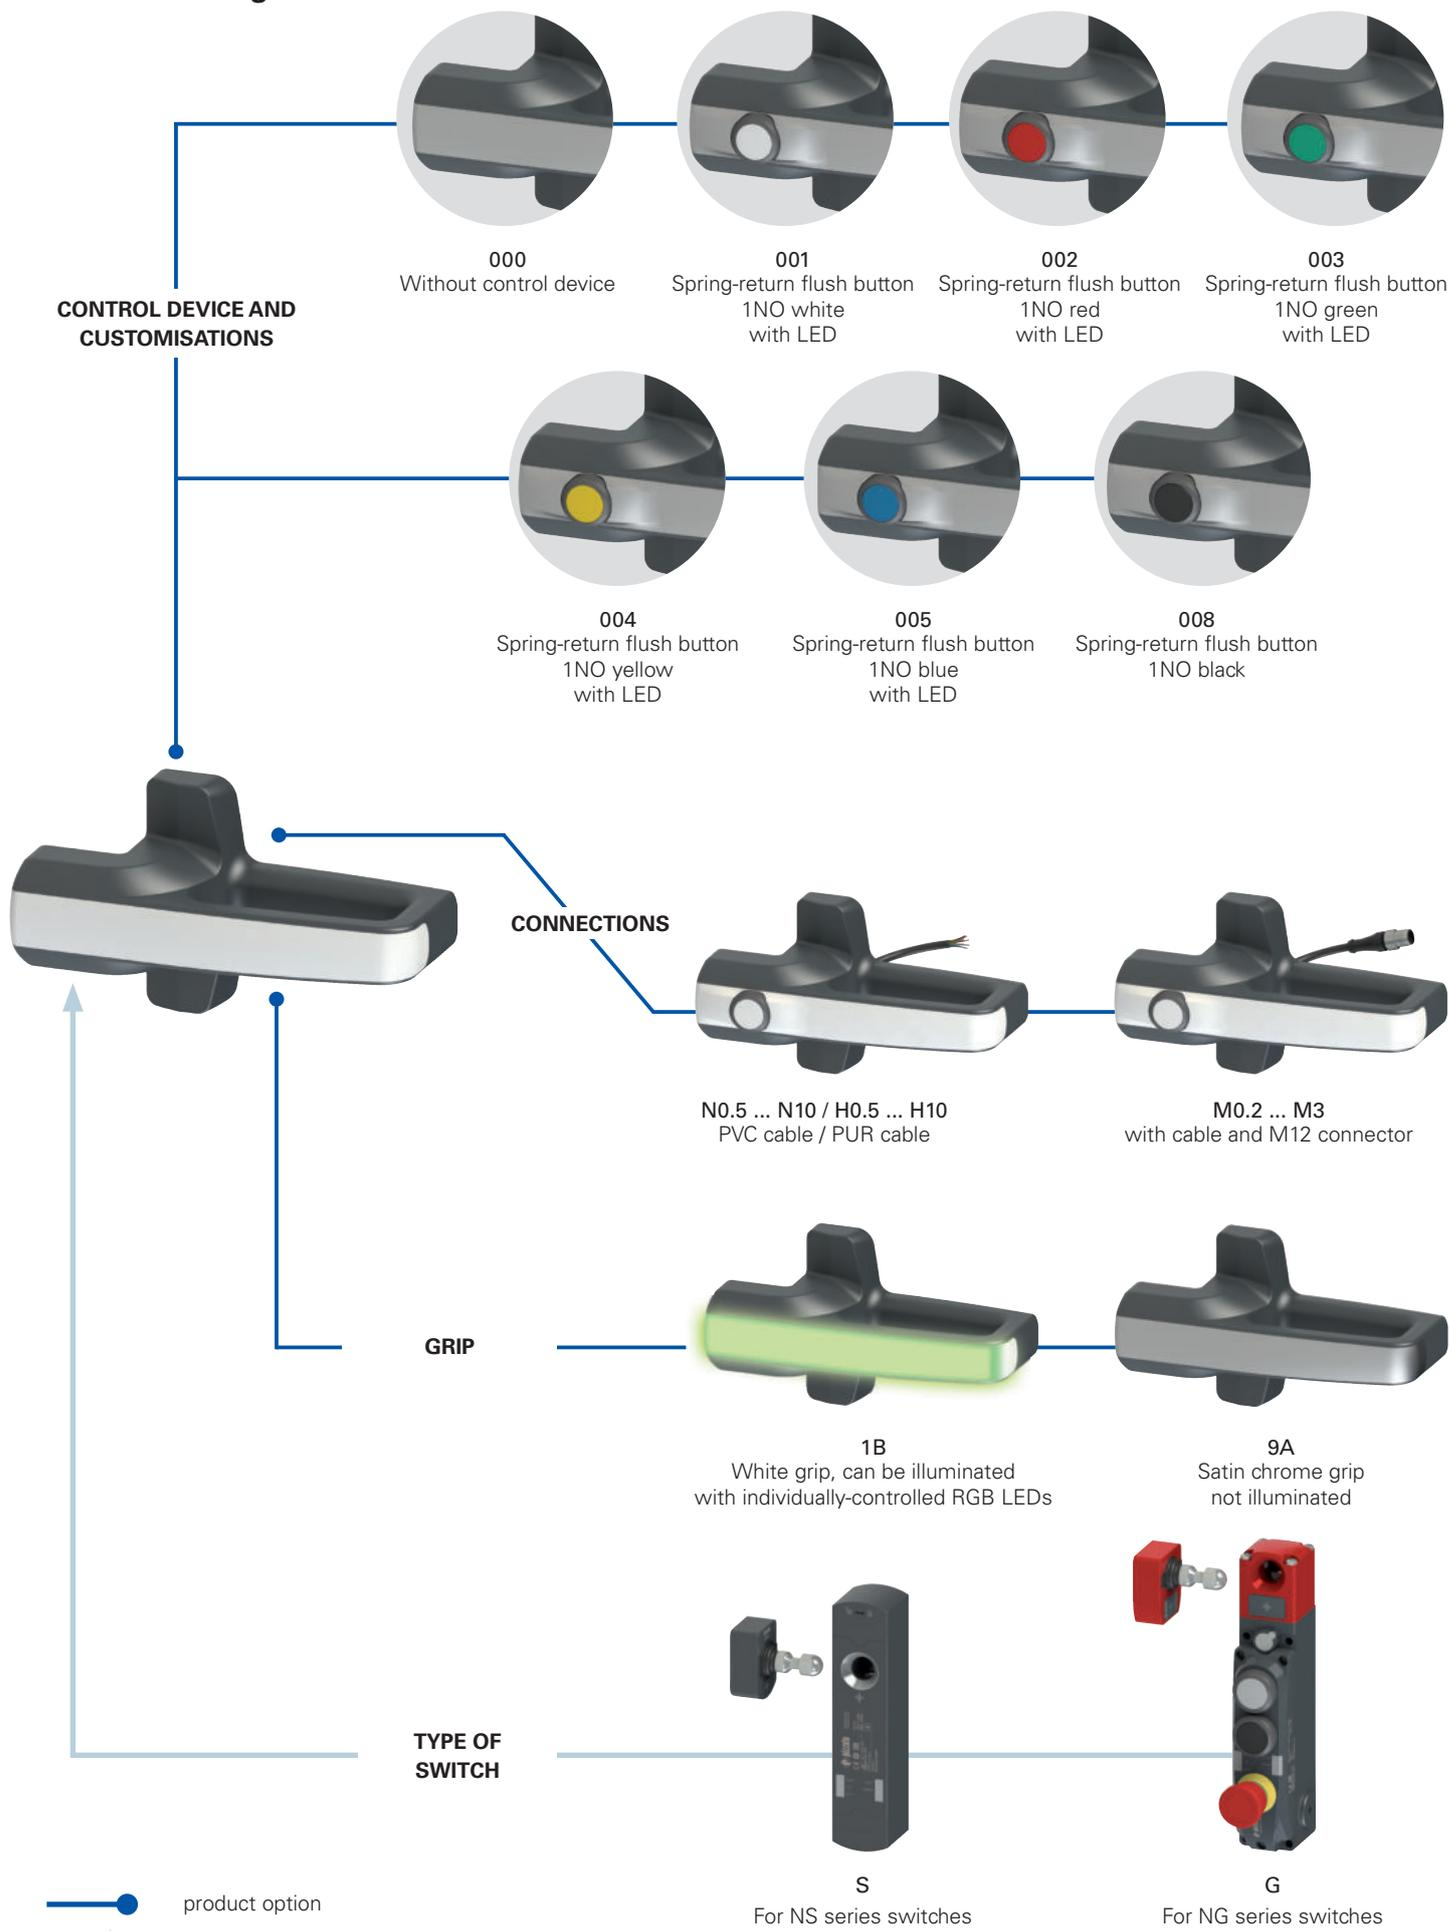 000
Without control device
001
Spring-return flush button
1NO white
with LED
002
Spring-return flush button
1NO red
with LED
003
Spring-return flush button
1NO green
with LED
CONTROL DEVICE AND
CUSTOMISATIONS
004
Spring-return flush button
1NO yellow
with LED
005
Spring-return flush button
1NO blue
with LED
008
Spring-return flush button
1NO black
CONNECTIONS
N0.5 ... N10 / H0.5 ... H10
PVC cable / PUR cable
M0.2 ... M3
with cable and M12 connector
GRIP
1B
White grip, can be illuminated
with individually-controlled RGB LEDs
9A
Satin chrome grip
not illuminated
TYPE OF
SWITCH
S
For NS series switches
G
For NG series switches
product option